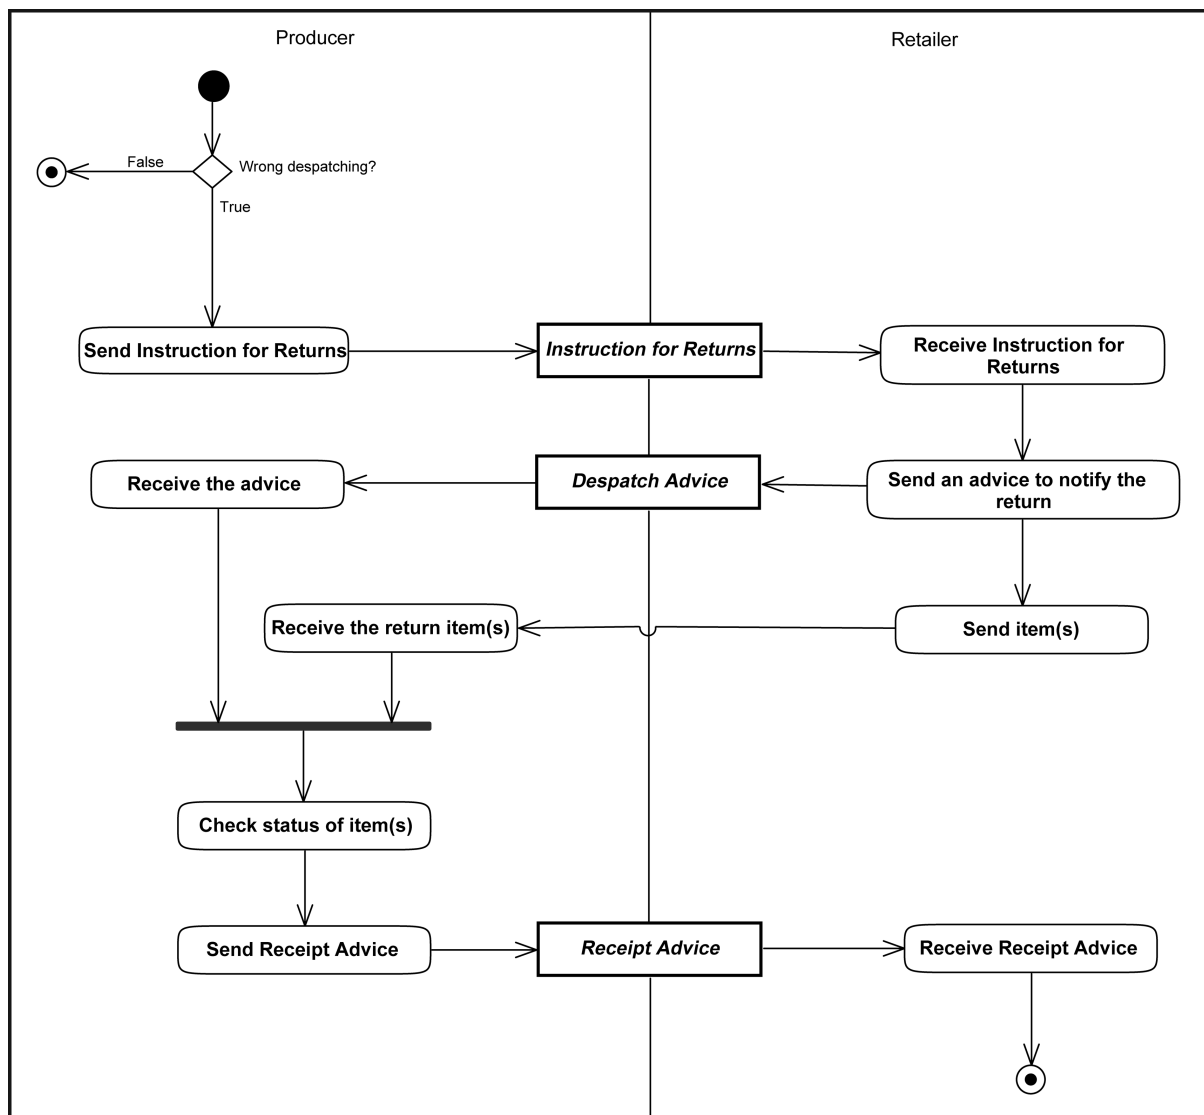 Producer
Retailer
False
Wrong despatching?
True
Send Instruction for Returns
Instruction for Returns
Receive Instruction for
Returns
Receive the advice
Despatch Advice
Send an advice to notify the
return
Receive the return item(s)
Send item(s)
Check status of item(s)
Send Receipt Advice
Receipt Advice
Receive Receipt Advice